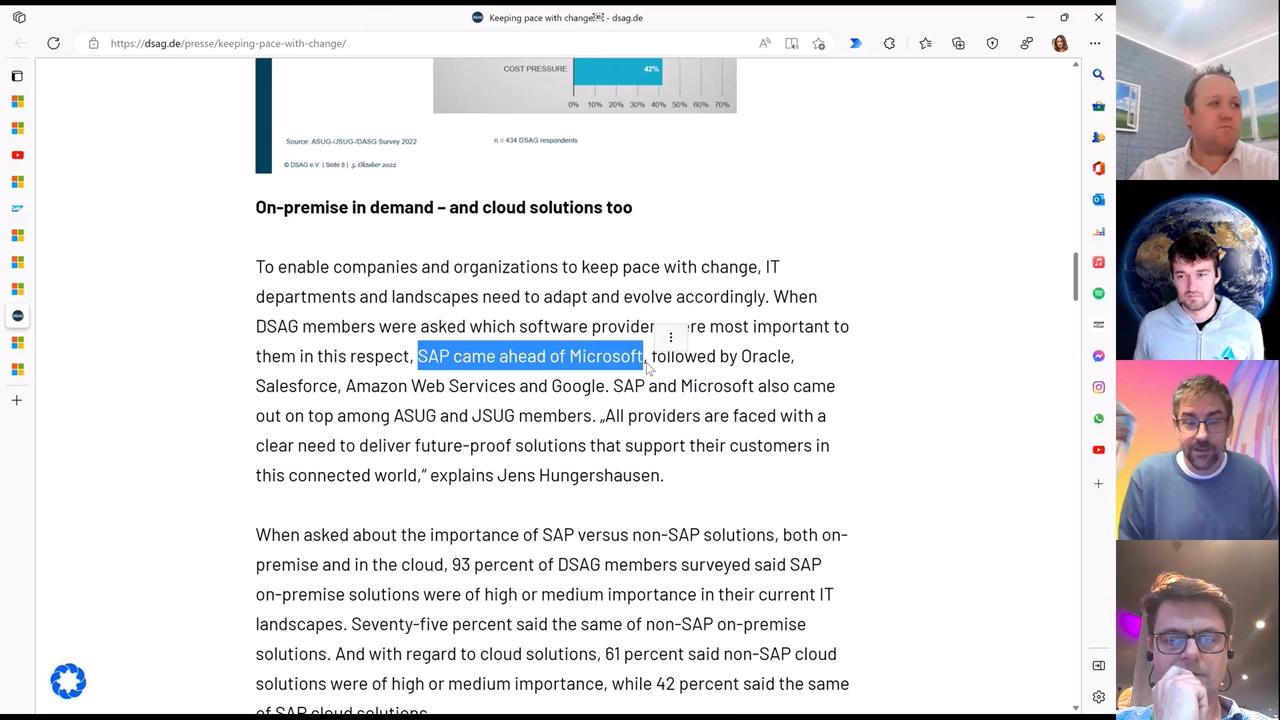 Keeping pace with change - dsag.de
https://dsag.de/presse/keeping-pace-with-change/
COST PRESSURE
42%
0% 10% 20% 30% 40% 50% 60% 70%
Source: ASUG-/JSUG-/DASG Survey 2022
n = 434 DSAG respondents
© DSAG e.V. | Seite 8 | 5. Oktober 2022
On-premise in demand – and cloud solutions too
To enable companies and organizations to keep pace with change, IT
departments and landscapes need to adapt and evolve accordingly. When
DSAG members were asked which software provider ere most important to
them in this respect, SAP came ahead of Microsoft, followed by Oracle,
Salesforce, Amazon Web Services and Google. SAP and Microsoft also came
out on top among ASUG and JSUG members. „All providers are faced with a
clear need to deliver future-proof solutions that support their customers in
this connected world,“ explains Jens Hungershausen.
When asked about the importance of SAP versus non-SAP solutions, both on-
premise and in the cloud, 93 percent of DSAG members surveyed said SAP
on-premise solutions were of high or medium importance in their current IT
landscapes. Seventy-five percent said the same of non-SAP on-premise
solutions. And with regard to cloud solutions, 61 percent said non-SAP cloud
solutions were of high or medium importance, while 42 percent said the same
of SAP cloud solutions.